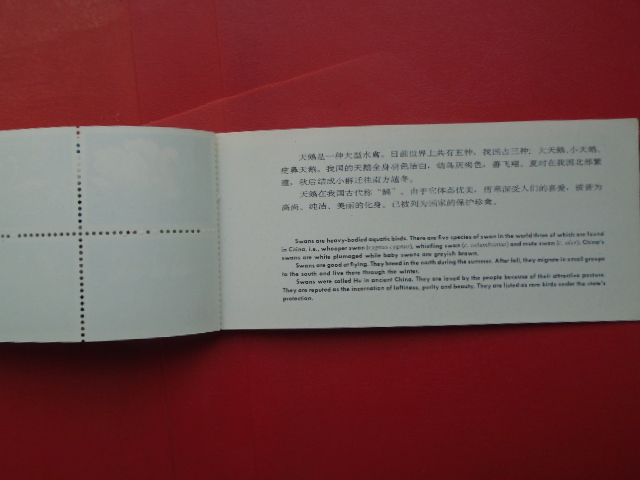 天鹅是一种大型水禽。目前世界上共有五种，我国占三种；大天鹅、小天鹅、
疣鼻天鹅。我国的天鹅全身羽色洁白，幼鸟灰褐色，善飞翔。夏时在我国北部繁
殖，秋后结成小群迁往南方越冬。
天鹅在我国古代称“鹄”。由于它体态优美，历来深受人们的喜爱，被誉为
高尚、纯洁、美丽的化身。已被列为国家的保护珍禽。
Swans are heavy-bodied aquatic birds. There are five species of swan in the world three of which are found
in China, i.e., whooper swan (cygnus cygnus), whistling swan (c. columbianus) and mute swan (c. olor). China's
swans are white plumaged while baby swans are greyish brown.
Swans are good at flying. They breed in the north during the summer. After fall, they migrate in small groups
to the south and live there through the winter.
Swans were called Hu in ancient China. They are loved by the people because of their attractive posture.
They are reputed as the incarnation of loftiness, purity and beauty. They are listed as rare birds under the state's
protection.